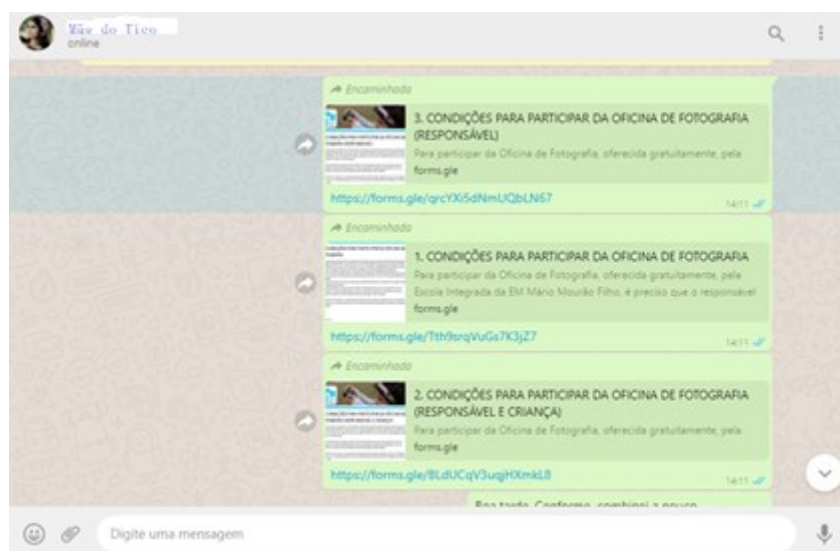 Mãe do Tico
online
Encaminhada
3. CONDIÇÕES PARA PARTICIPAR DA OFICINA DE FOTOGRAFIA
(RESPONSÁVEL)
Para participar da Oficina de Fotografia, oferecida gratuitamente, pela
forms.gle
https://forms.gle/qrcYXi5dNmUQbLN67
14:11
Encaminhada
1. CONDIÇÕES PARA PARTICIPAR DA OFICINA DE FOTOGRAFIA
Para participar da Oficina de Fotografia, oferecida gratuitamente, pela
Escola Integrada da EM Mário Mourão Filho, é preciso que o responsável
forms.gle
https://forms.gle/Tth9srqVuGs7K3jZ7
14:11
Encaminhada
2. CONDIÇÕES PARA PARTICIPAR DA OFICINA DE FOTOGRAFIA
(RESPONSÁVEL E CRIANÇA)
Para participar da Oficina de Fotografia, oferecida gratuitamente, pela
forms.gle
https://forms.gle/8LdUCqV3uqjHXmkL8
14:11
Boa tarde. Conforme, combinei a pouco
Digite uma mensagem